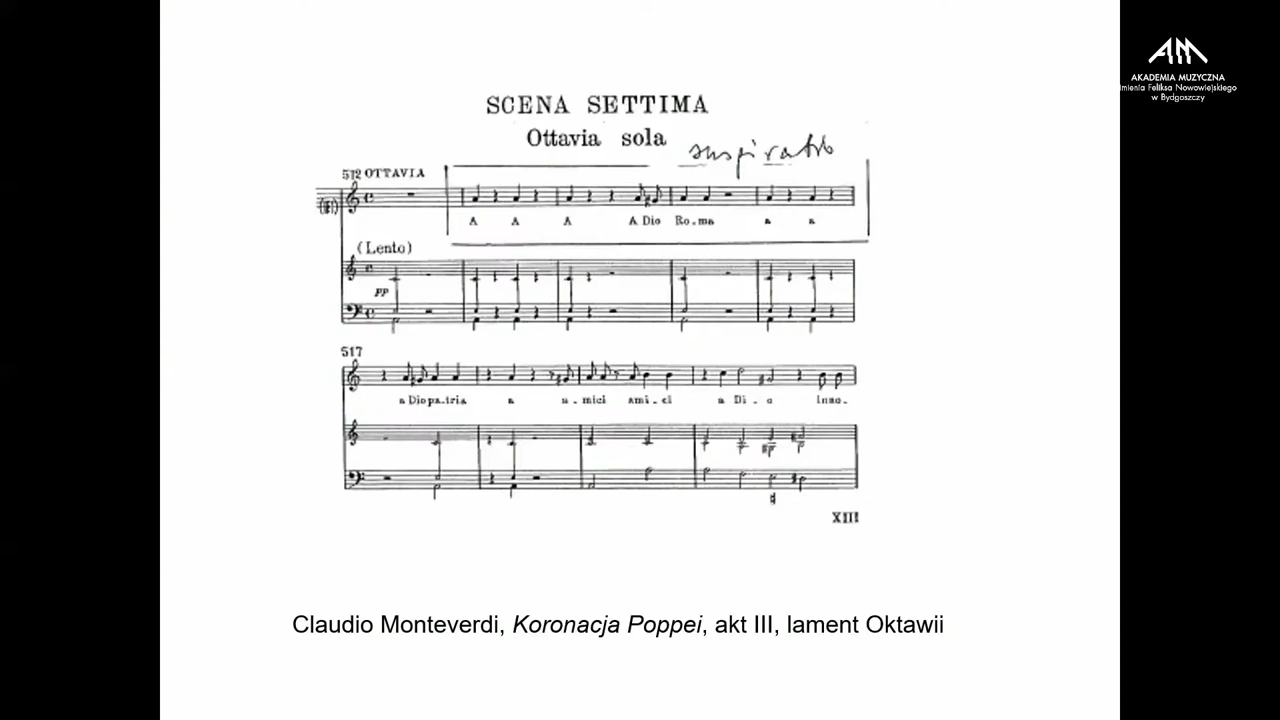 AKADEMIA MUZYCZNA
imienia Feliksa Nowowiejskiego
w Bydgoszczy
SCENA SETTIMA
Ottavia sola
suspiratio
512 OTTAVIA
A A A A Dio Ro-ma a a
(Lento)
pp
517
a Dio pa-tria a a-mici ami-ci a Di-o Inno-
XIII
Claudio Monteverdi, Koronacja Poppei, akt III, lament Oktawii